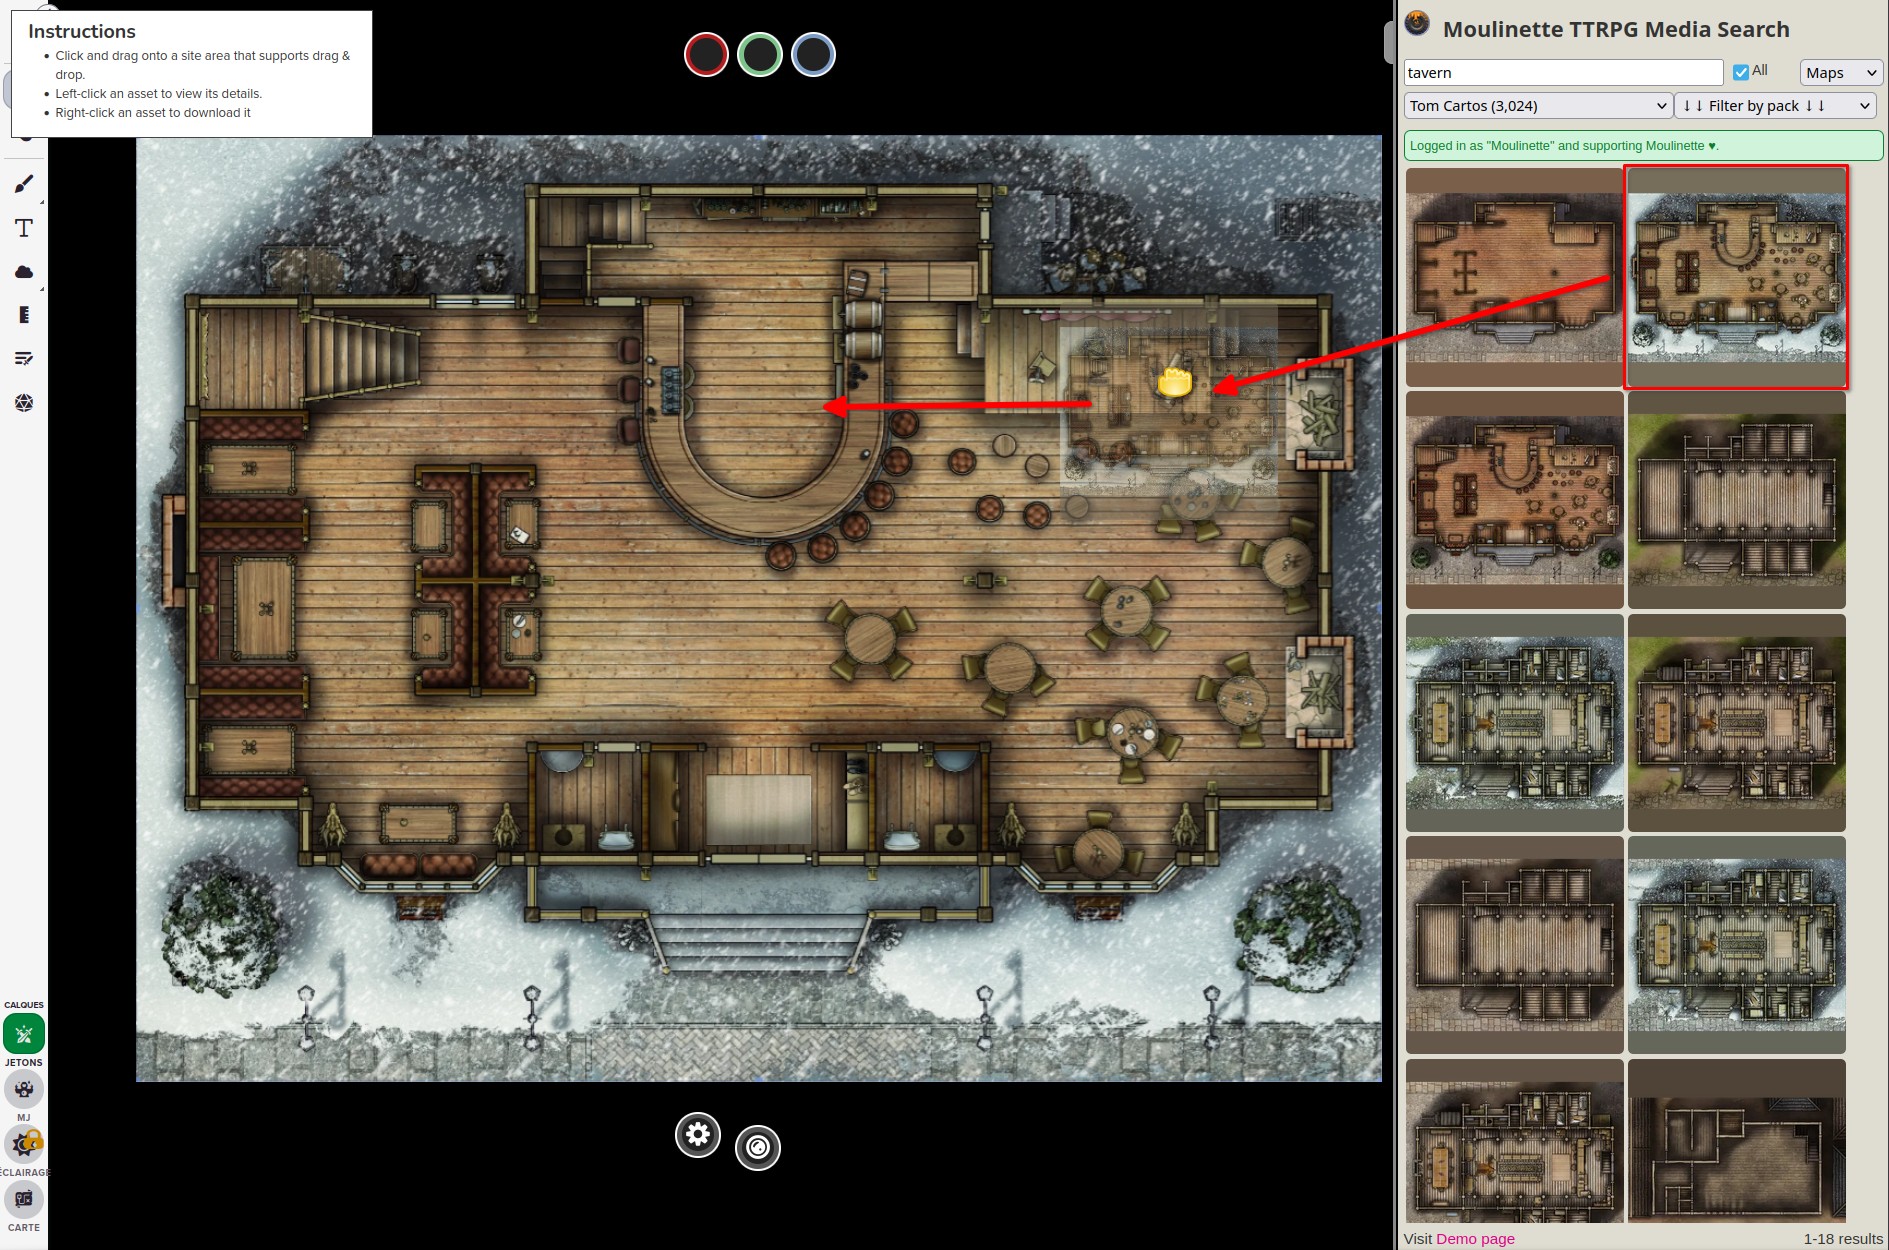 Instructions
Click and drag onto a site area that supports drag &
drop.
Left-click an asset to view its details.
Right-click an asset to download it
CALQUES
JETONS
MJ
ÉCLAIRAGE
CARTE
Moulinette TTRPG Media Search
tavern
All
Maps
Tom Cartos (3,024)
↓↓ Filter by pack ↓↓
Logged in as "Moulinette" and supporting Moulinette ♥.
Visit Demo page
1-18 results